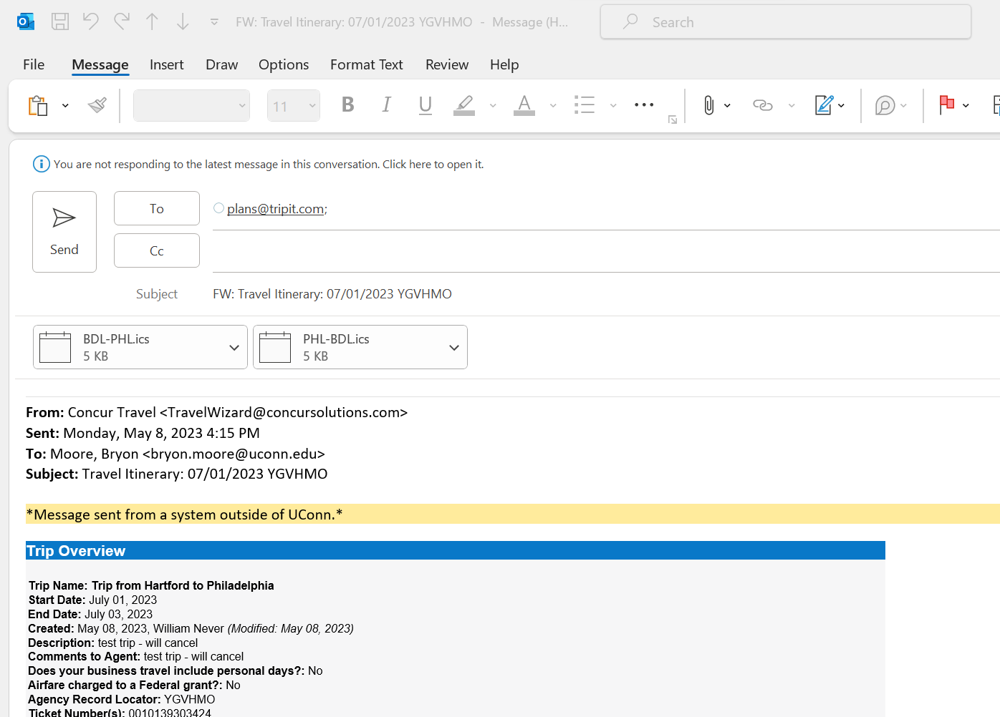 FW: Travel Itinerary: 07/01/2023 YGVHMO - Message (H...
Search
File Message Insert Draw Options Format Text Review Help
11 B I U A
You are not responding to the latest message in this conversation. Click here to open it.
To plans@tripit.com;
Send
Cc
Subject FW: Travel Itinerary: 07/01/2023 YGVHMO
BDL-PHL.ics
5 KB
PHL-BDL.ics
5 KB
From: Concur Travel <TravelWizard@concursolutions.com>
Sent: Monday, May 8, 2023 4:15 PM
To: Moore, Bryon <bryon.moore@uconn.edu>
Subject: Travel Itinerary: 07/01/2023 YGVHMO
*Message sent from a system outside of UConn.*
Trip Overview
Trip Name: Trip from Hartford to Philadelphia
Start Date: July 01, 2023
End Date: July 03, 2023
Created: May 08, 2023, William Never (Modified: May 08, 2023)
Description: test trip - will cancel
Comments to Agent: test trip - will cancel
Does your business travel include personal days?: No
Airfare charged to a Federal grant?: No
Agency Record Locator: YGVHMO
Ticket Number(s): 0010139303424